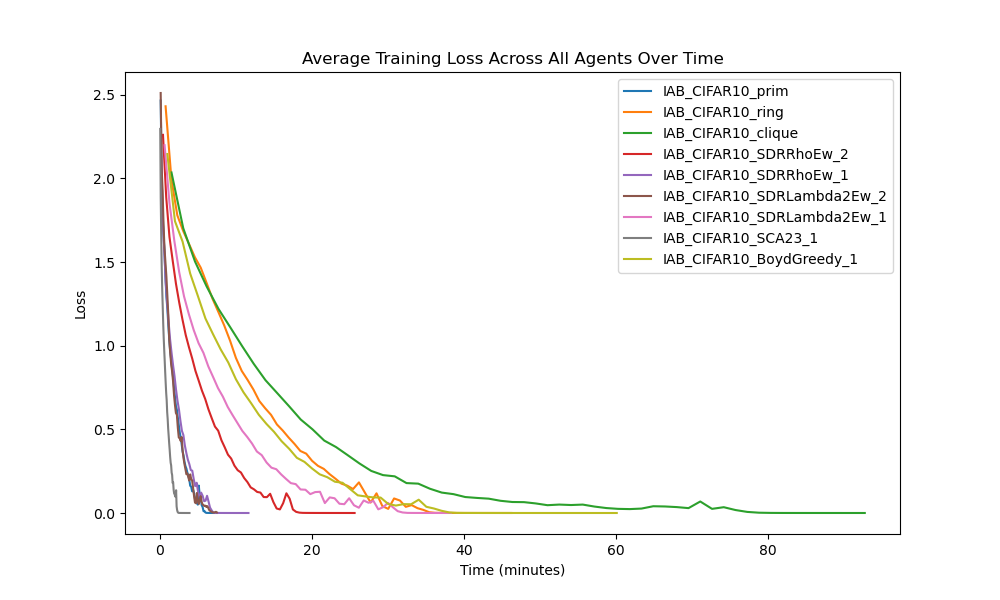 Average Training Loss Across All Agents Over Time
IAB_CIFAR10_prim
IAB_CIFAR10_ring
IAB_CIFAR10_clique
IAB_CIFAR10_SDRRhoEw_2
IAB_CIFAR10_SDRRhoEw_1
IAB_CIFAR10_SDRLambda2Ew_2
IAB_CIFAR10_SDRLambda2Ew_1
IAB_CIFAR10_SCA23_1
IAB_CIFAR10_BoydGreedy_1
2.5
2.0
1.5
1.0
0.5
0.0
Loss
0 20 40 60 80
Time (minutes)